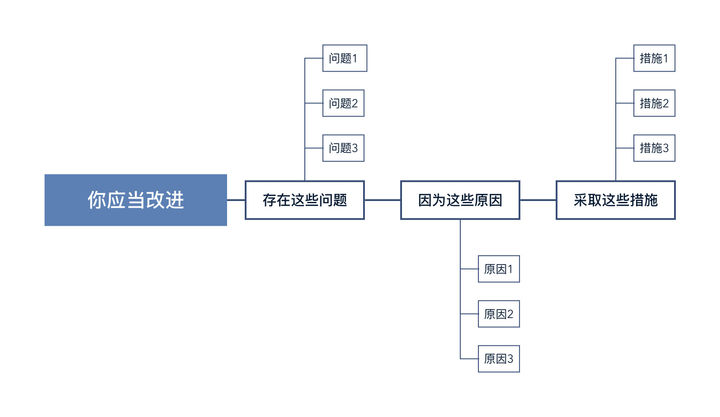 问题1
问题2
问题3
措施1
措施2
措施3
你应当改进
存在这些问题
因为这些原因
采取这些措施
原因1
原因2
原因3